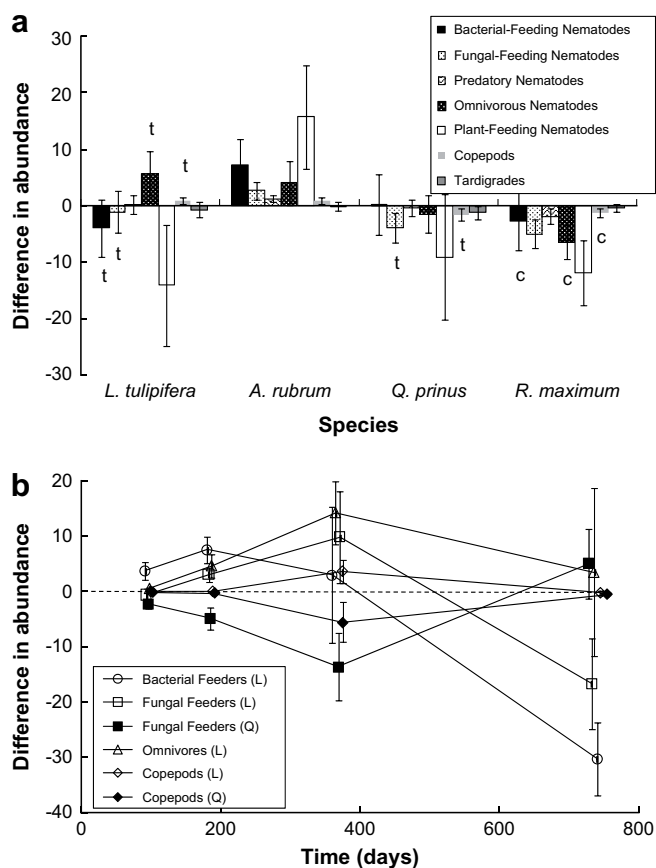 a
Difference in abundance
30
20
10
0
-10
-20
-30
Bacterial-Feeding Nematodes
Fungal-Feeding Nematodes
Predatory Nematodes
Omnivorous Nematodes
Plant-Feeding Nematodes
Copepods
Tardigrades
t
t
t
t
t
t
c
c
c
L. tulipifera
A. rubrum
Q. prinus
R. maximum
Species
b
Difference in abundance
20
10
0
-10
-20
-30
-40
Bacterial Feeders (L)
Fungal Feeders (L)
Fungal Feeders (Q)
Omnivores (L)
Copepods (L)
Copepods (Q)
0
200
400
600
800
Time (days)